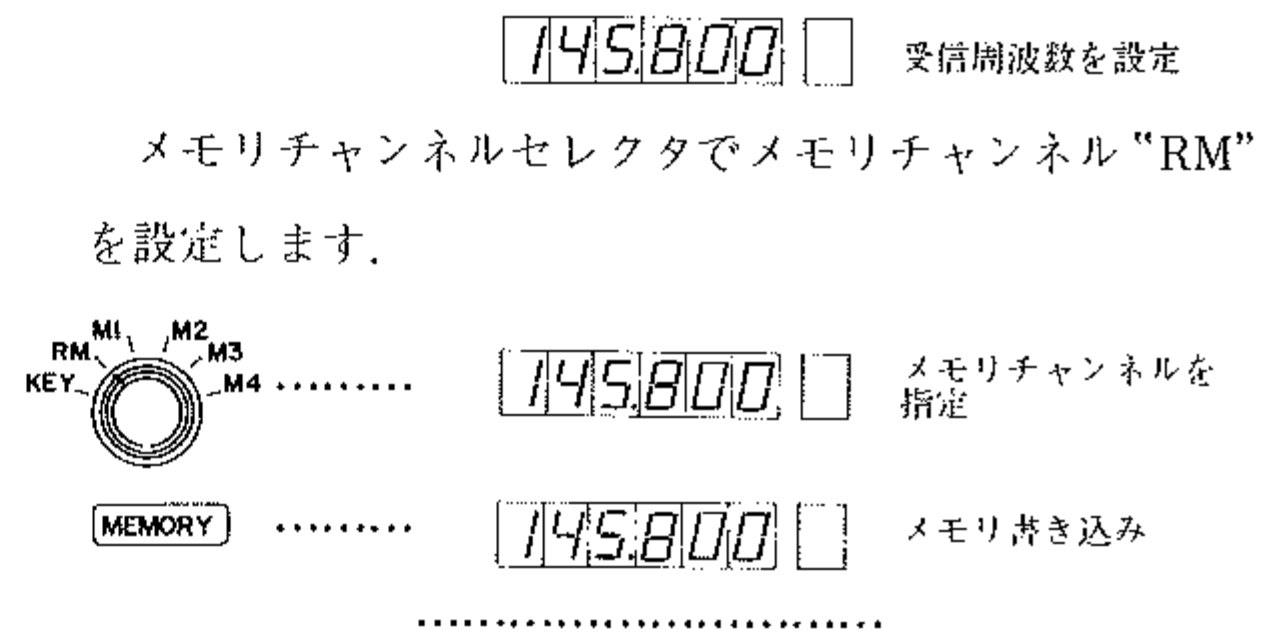 145.800 受信周波数を設定
メモリチャンネルセレクタでメモリチャンネル“RM”
を設定します.
M1 M2
RM M3
KEY M4 ......... 145.800 メモリチャンネルを
指定
MEMORY ......... 145.800 メモリ書き込み